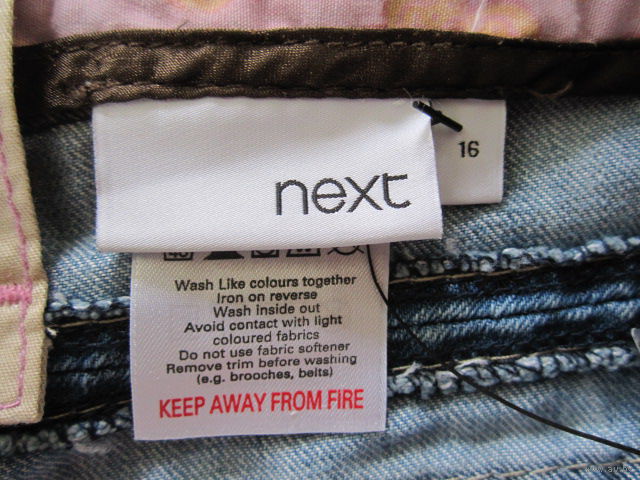 next
16
Wash Like colours together
Iron on reverse
Wash inside out
Avoid contact with light
coloured fabrics
Do not use fabric softener
Remove trim before washing
(e.g. brooches, belts)
KEEP AWAY FROM FIRE